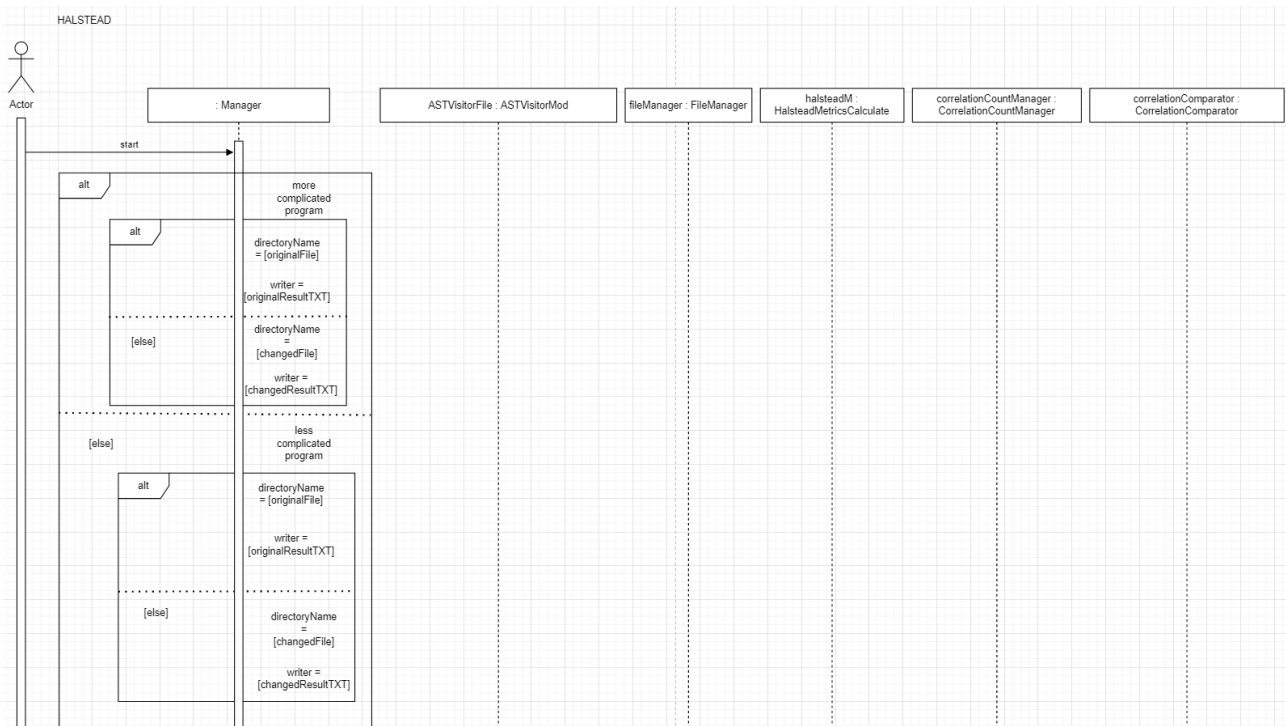 HALSTEAD
Actor
: Manager
ASTVisitorFile : ASTVisitorMod
fileManager : FileManager
halsteadM :
HalsteadMetricsCalculate
correlationCountManager :
CorrelationCountManager
correlationComparator :
CorrelationComparator
start
alt
more
complicated
program
alt
directoryName
= [originalFile]
writer =
[originalResultTXT]
[else]
directoryName
=
[changedFile]
writer =
[changedResultTXT]
[else]
less
complicated
program
alt
directoryName
= [originalFile]
writer =
[originalResultTXT]
[else]
directoryName
=
[changedFile]
writer =
[changedResultTXT]